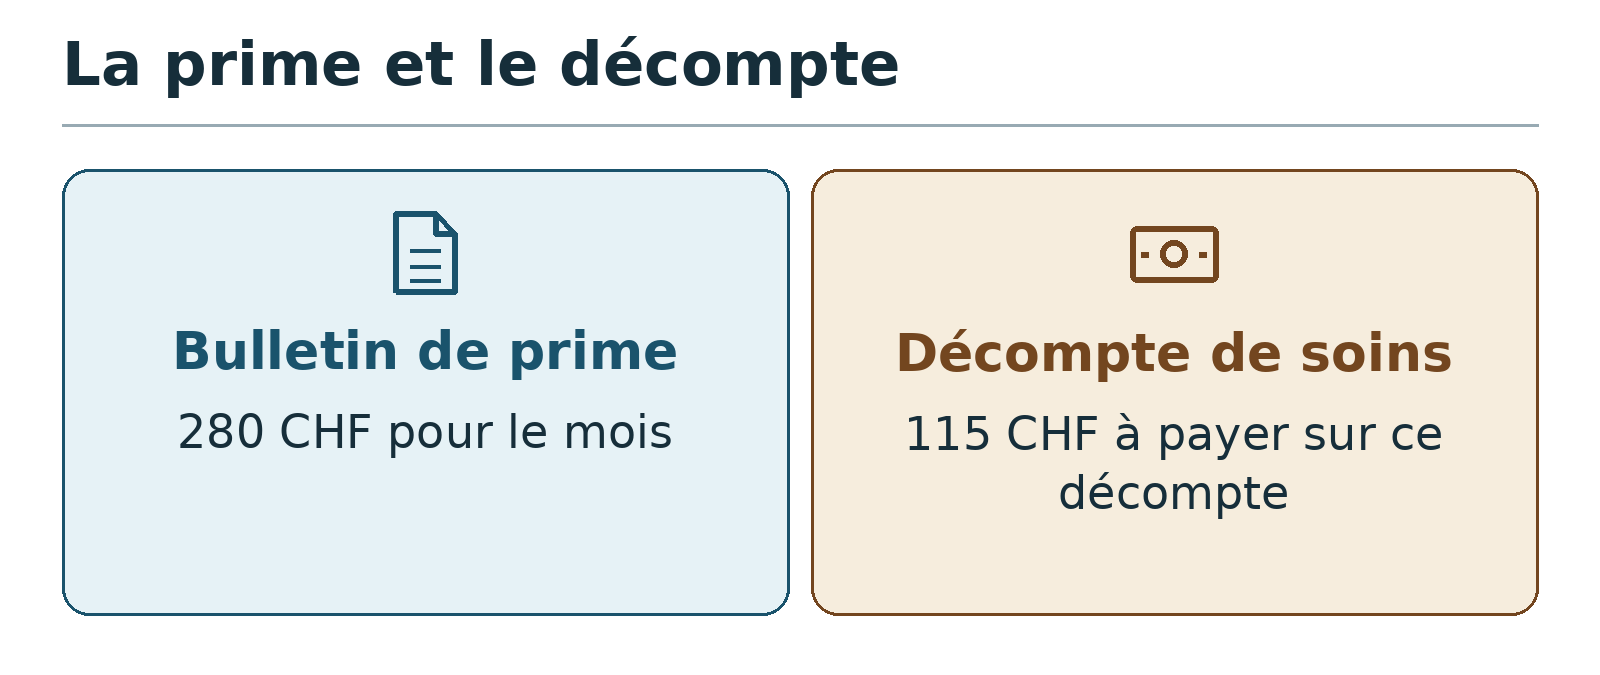 La prime et le décompte
Bulletin de prime
280 CHF pour le mois
Décompte de soins
115 CHF à payer sur ce
décompte